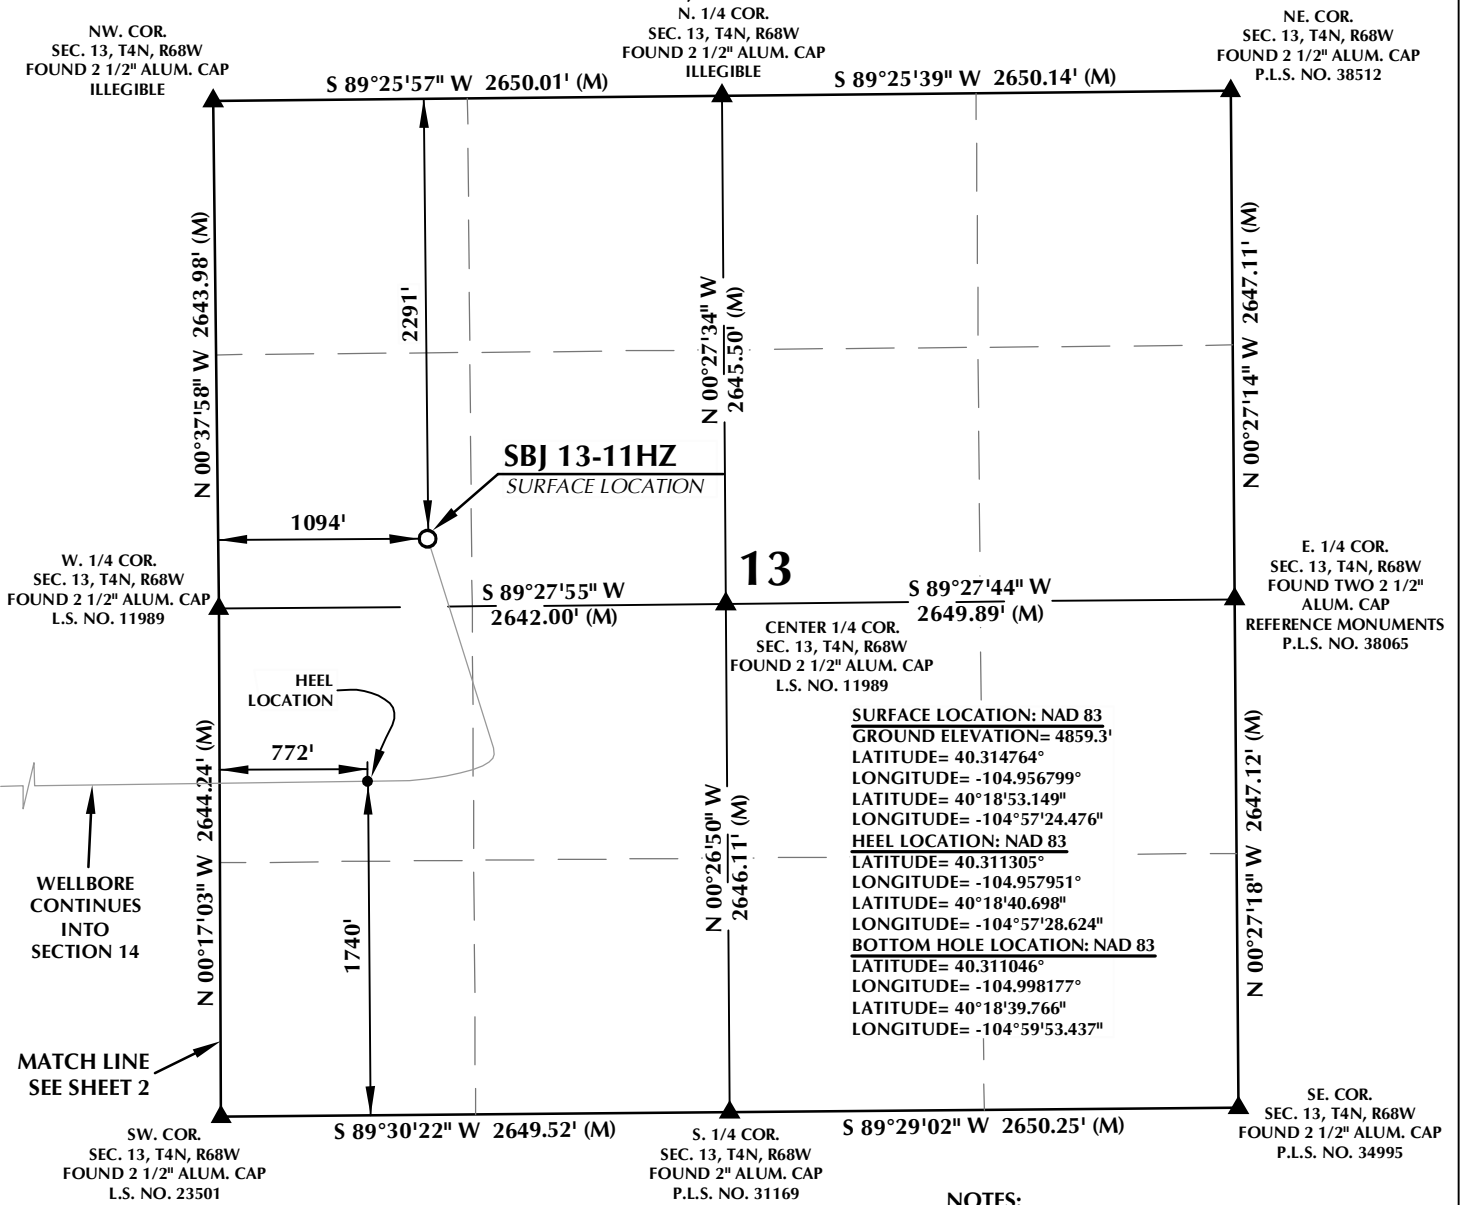 NW. COR.
SEC. 13, T4N, R68W
FOUND 2 1/2" ALUM. CAP
ILLEGIBLE
N. 1/4 COR.
SEC. 13, T4N, R68W
FOUND 2 1/2" ALUM. CAP
ILLEGIBLE
NE. COR.
SEC. 13, T4N, R68W
FOUND 2 1/2" ALUM. CAP
P.L.S. NO. 38512
S 89°25'57" W 2650.01' (M)
S 89°25'39" W 2650.14' (M)
N 00°37'58" W 2643.98' (M)
2291'
N 00°27'34" W
2645.50' (M)
N 00°27'14" W 2647.11' (M)
SBJ 13-11HZ
SURFACE LOCATION
1094'
W. 1/4 COR.
SEC. 13, T4N, R68W
FOUND 2 1/2" ALUM. CAP
L.S. NO. 11989
S 89°27'55" W
2642.00' (M)
13
S 89°27'44" W
2649.89' (M)
E. 1/4 COR.
SEC. 13, T4N, R68W
FOUND TWO 2 1/2"
ALUM. CAP
REFERENCE MONUMENTS
P.L.S. NO. 38065
CENTER 1/4 COR.
SEC. 13, T4N, R68W
FOUND 2 1/2" ALUM. CAP
L.S. NO. 11989
HEEL
LOCATION
772'
N 00°17'03" W 2644.24' (M)
1740'
N 00°26'50" W
2646.11' (M)
SURFACE LOCATION: NAD 83
GROUND ELEVATION= 4859.3'
LATITUDE= 40.314764°
LONGITUDE= -104.956799°
LATITUDE= 40°18'53.149"
LONGITUDE= -104°57'24.476"
HEEL LOCATION: NAD 83
LATITUDE= 40.311305°
LONGITUDE= -104.957951°
LATITUDE= 40°18'40.698"
LONGITUDE= -104°57'28.624"
BOTTOM HOLE LOCATION: NAD 83
LATITUDE= 40.311046°
LONGITUDE= -104.998177°
LATITUDE= 40°18'39.766"
LONGITUDE= -104°59'53.437"
N 00°27'18" W 2647.12' (M)
WELLBORE
CONTINUES
INTO
SECTION 14
MATCH LINE
SEE SHEET 2
SW. COR.
SEC. 13, T4N, R68W
FOUND 2 1/2" ALUM. CAP
L.S. NO. 23501
S 89°30'22" W 2649.52' (M)
S. 1/4 COR.
SEC. 13, T4N, R68W
FOUND 2" ALUM. CAP
P.L.S. NO. 31169
S 89°29'02" W 2650.25' (M)
SE. COR.
SEC. 13, T4N, R68W
FOUND 2 1/2" ALUM. CAP
P.L.S. NO. 34995
NOTES: